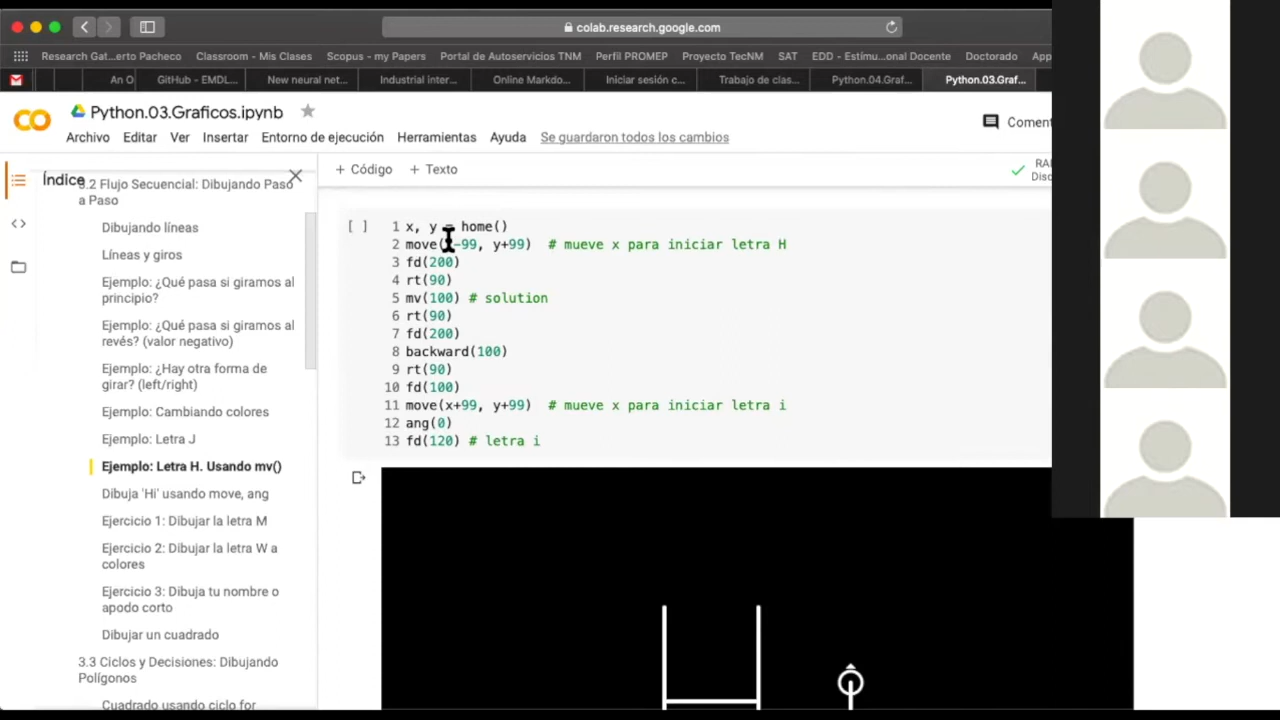 colab.research.google.com
Research Gat...erto Pacheco Classroom - Mis Clases Scopus - my Papers Portal de Autoservicios TNM Perfil PROMEP Proyecto TecNM SAT EDD - Estímu...onal Docente Doctorado App
An O GitHub - EMDL... New neural net... Industrial inter... Online Markdo... Iniciar sesión c... Trabajo de clas... Python.04.Graf... Python.03.Graf...
Python.03.Graficos.ipynb
Coment
Archivo Editar Ver Insertar Entorno de ejecución Herramientas Ayuda Se guardaron todos los cambios
+ Código + Texto
RA
Disc
Índice
3.2 Flujo Secuencial: Dibujando Paso
a Paso
Dibujando líneas
Líneas y giros
Ejemplo: ¿Qué pasa si giramos al
principio?
Ejemplo: ¿Qué pasa si giramos al
revés? (valor negativo)
Ejemplo: ¿Hay otra forma de
girar? (left/right)
Ejemplo: Cambiando colores
Ejemplo: Letra J
Ejemplo: Letra H. Usando mv()
Dibuja 'Hi' usando move, ang
Ejercicio 1: Dibujar la letra M
Ejercicio 2: Dibujar la letra W a
colores
Ejercicio 3: Dibuja tu nombre o
apodo corto
Dibujar un cuadrado
3.3 Ciclos y Decisiones: Dibujando
Polígonos
Cuadrado usando ciclo for
[ ] 1 x, y = home()
2 move(x-99, y+99) # mueve x para iniciar letra H
3 fd(200)
4 rt(90)
5 mv(100) # solution
6 rt(90)
7 fd(200)
8 backward(100)
9 rt(90)
10 fd(100)
11 move(x+99, y+99) # mueve x para iniciar letra i
12 ang(0)
13 fd(120) # letra i